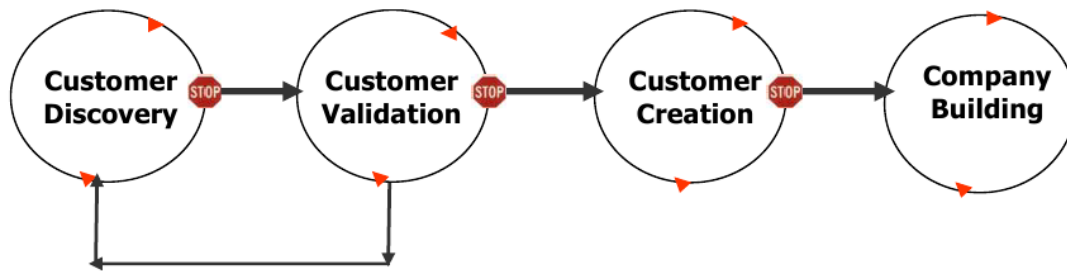 Customer
Discovery
STOP
Customer
Validation
STOP
Customer
Creation
STOP
Company
Building